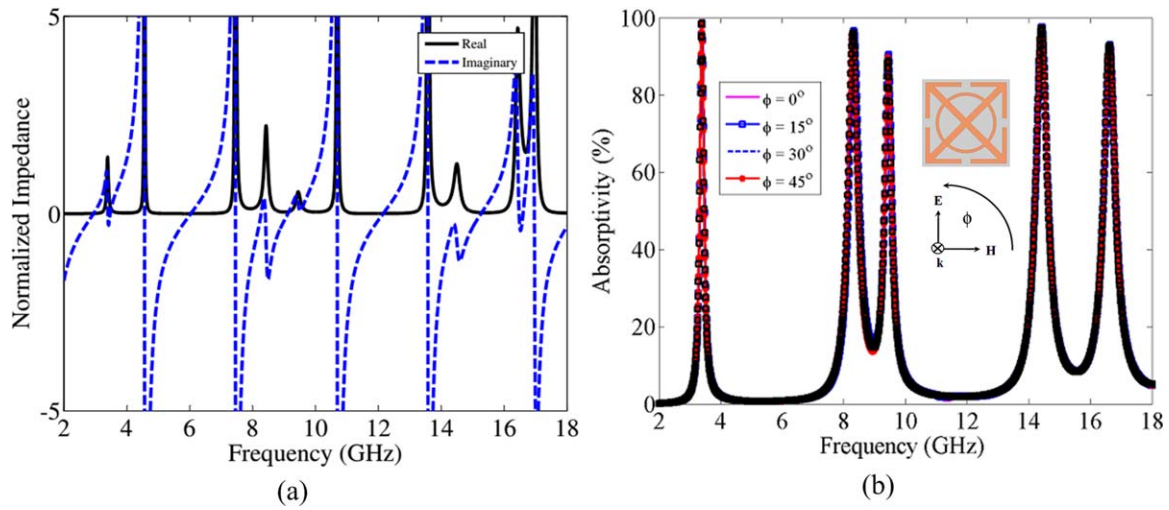 Normalized Impedance
5
0
-5
Real
Imaginary
2 4 6 8 10 12 14 16 18
Frequency (GHz)
(a)
Absorptivity (%)
100
80
60
40
20
0
ϕ = 0°
ϕ = 15°
ϕ = 30°
ϕ = 45°
E
ϕ
H
k
2 4 6 8 10 12 14 16 18
Frequency (GHz)
(b)